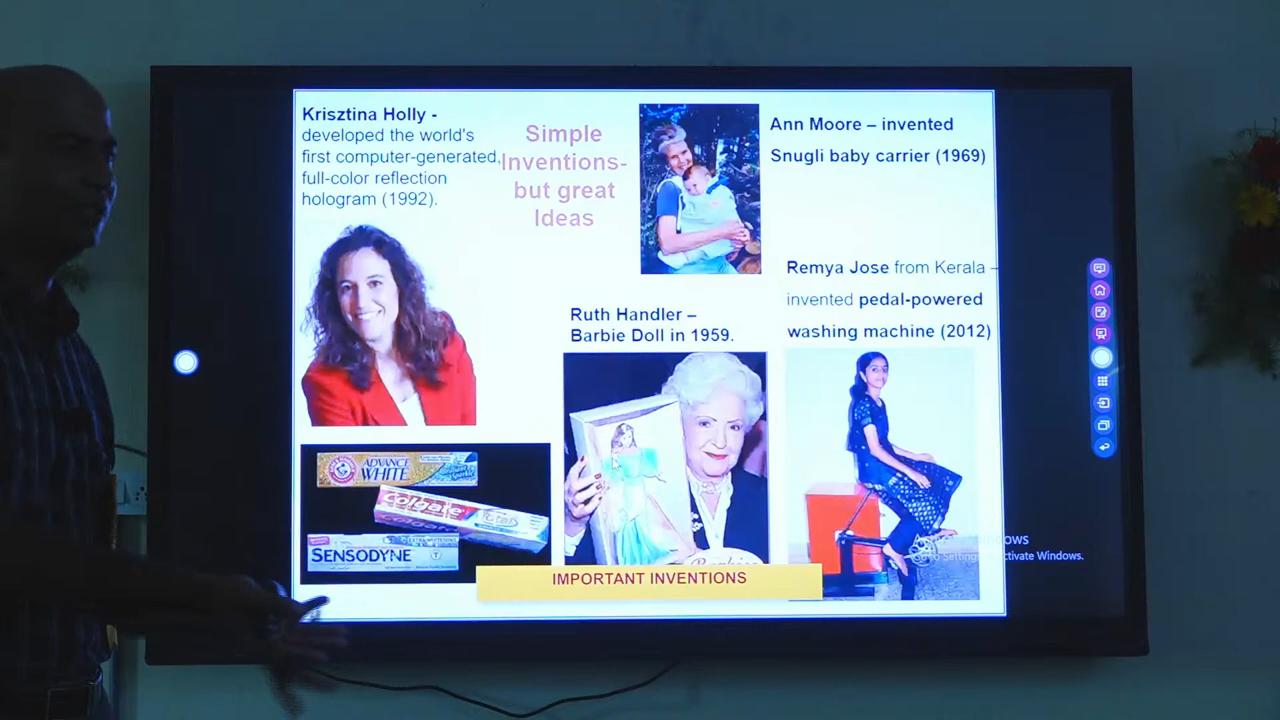 Krisztina Holly -
developed the world's
first computer-generated,
full-color reflection
hologram (1992).
Simple
Inventions-
but great
Ideas
Ann Moore – invented
Snugli baby carrier (1969)
Remya Jose from Kerala -
invented pedal-powered
washing machine (2012)
Ruth Handler –
Barbie Doll in 1959.
ADVANCE
WHITE
Colgate
Total
SENSODYNE
IMPORTANT INVENTIONS